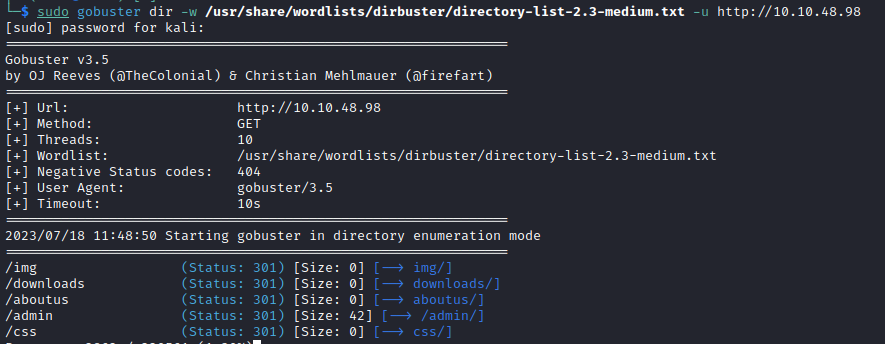 └─$ sudo gobuster dir -w /usr/share/wordlists/dirbuster/directory-list-2.3-medium.txt -u http://10.10.48.98
[sudo] password for kali:
===============================================================
Gobuster v3.5
by OJ Reeves (@TheColonial) & Christian Mehlmauer (@firefart)
===============================================================
[+] Url:                     http://10.10.48.98
[+] Method:                  GET
[+] Threads:                 10
[+] Wordlist:                /usr/share/wordlists/dirbuster/directory-list-2.3-medium.txt
[+] Negative Status codes:   404
[+] User Agent:              gobuster/3.5
[+] Timeout:                 10s
===============================================================
2023/07/18 11:48:50 Starting gobuster in directory enumeration mode
===============================================================
/img                  (Status: 301) [Size: 0] [--> img/]
/downloads            (Status: 301) [Size: 0] [--> downloads/]
/aboutus              (Status: 301) [Size: 0] [--> aboutus/]
/admin                (Status: 301) [Size: 42] [--> /admin/]
/css                  (Status: 301) [Size: 0] [--> css/]